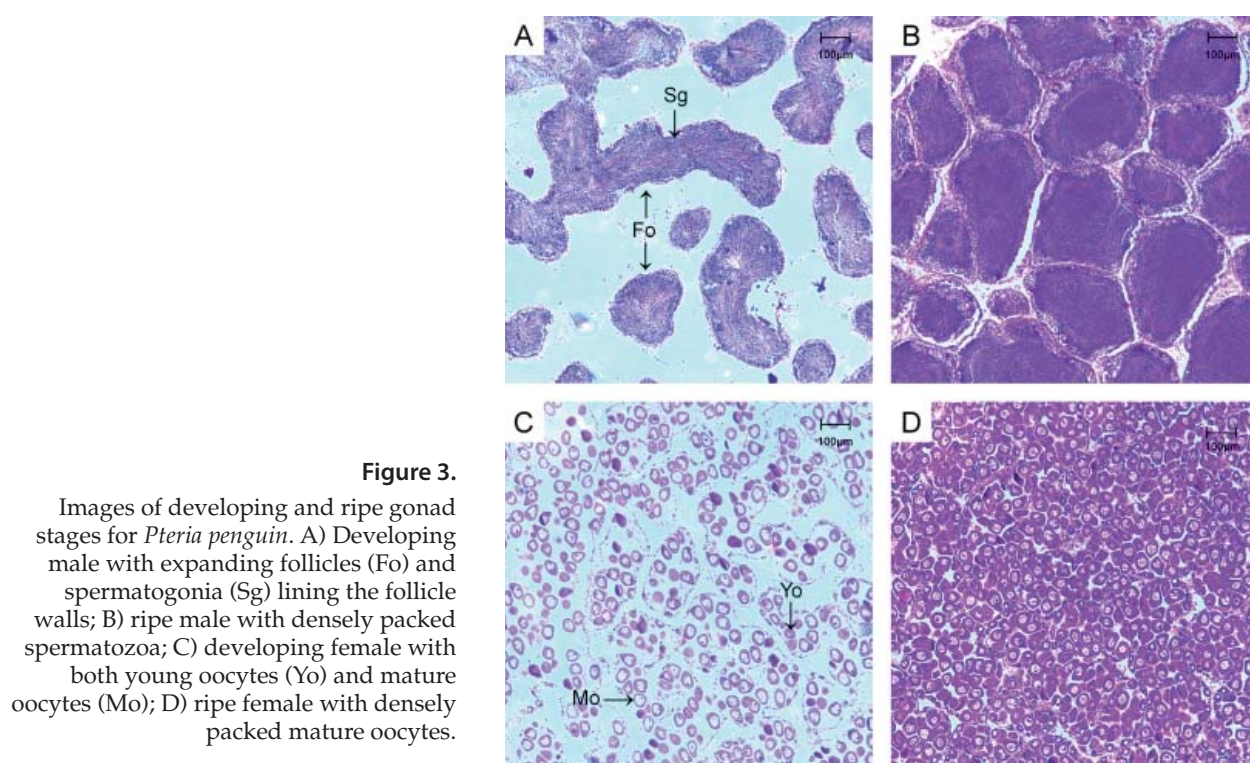 Figure 3.
Images of developing and ripe gonad
stages for Pteria penguin. A) Developing
male with expanding follicles (Fo) and
spermatogonia (Sg) lining the follicle
walls; B) ripe male with densely packed
spermatozoa; C) developing female with
both young oocytes (Yo) and mature
oocytes (Mo); D) ripe female with densely
packed mature oocytes.
A
100µm
Sg
Fo
B
100µm
C
100µm
Yo
Mo
D
100µm